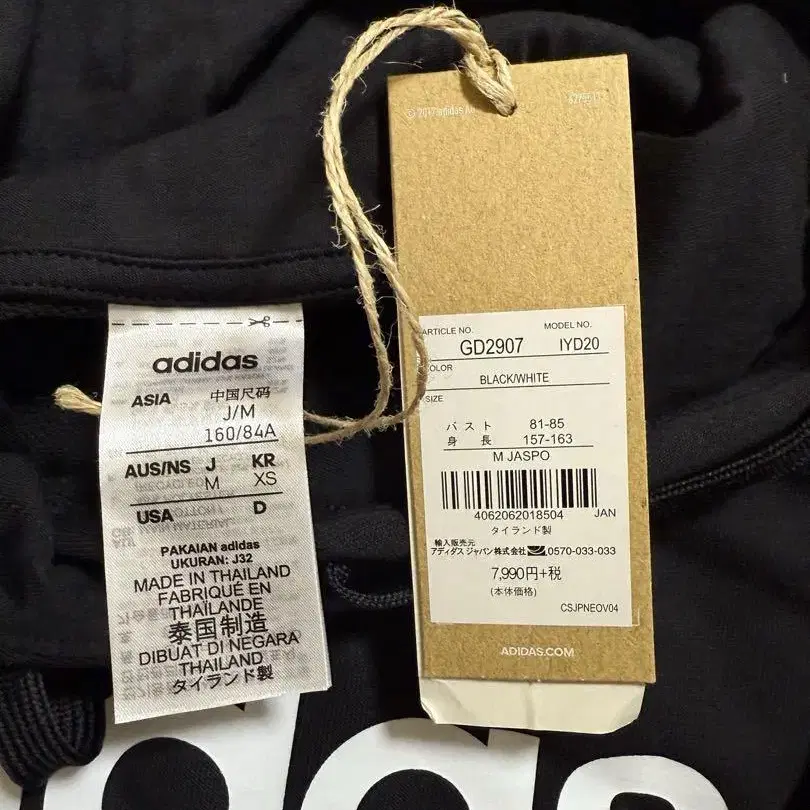 adidas
ASIA 中国尺码
J/M
160/84A
AUS/NS J KR
M XS
USA D
PAKAIAN adidas
UKURAN: J32
MADE IN THAILAND
FABRIQUÉ EN
THAÏLANDE
泰国制造
DIBUAT DI NEGARA
THAILAND
タイランド製
© 2017 adidas
ARTICLE NO. MODEL NO.
GD2907 IYD20
COLOR
BLACK/WHITE
SIZE
バスト 81-85
身長 157-163
M JASPO
4062062018504 JAN
タイランド製
輸入販売元
アディダス ジャパン株式会社 0570-033-033
7,990円+税
(本体価格)
CSJPNEOV04
ADIDAS.COM